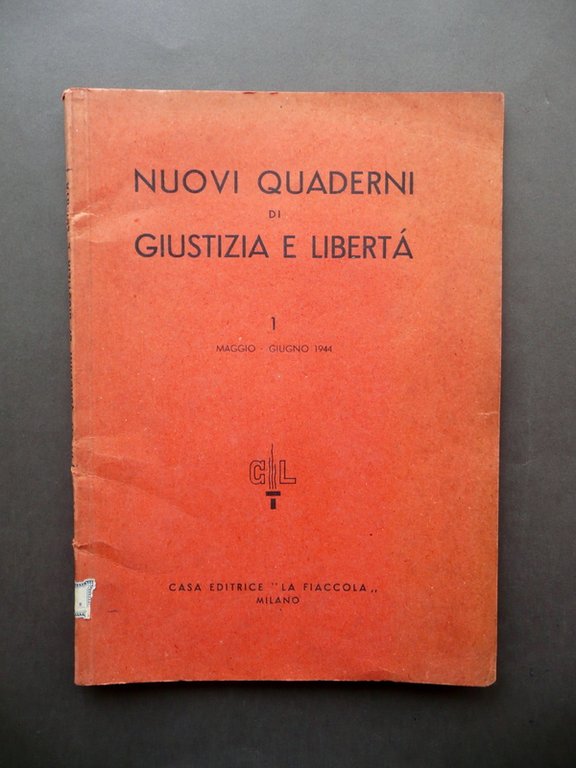 NUOVI QUADERNI
DI
GIUSTIZIA E LIBERTÁ
1
MAGGIO - GIUGNO 1944
GL
CASA EDITRICE "LA FIACCOLA„
MILANO